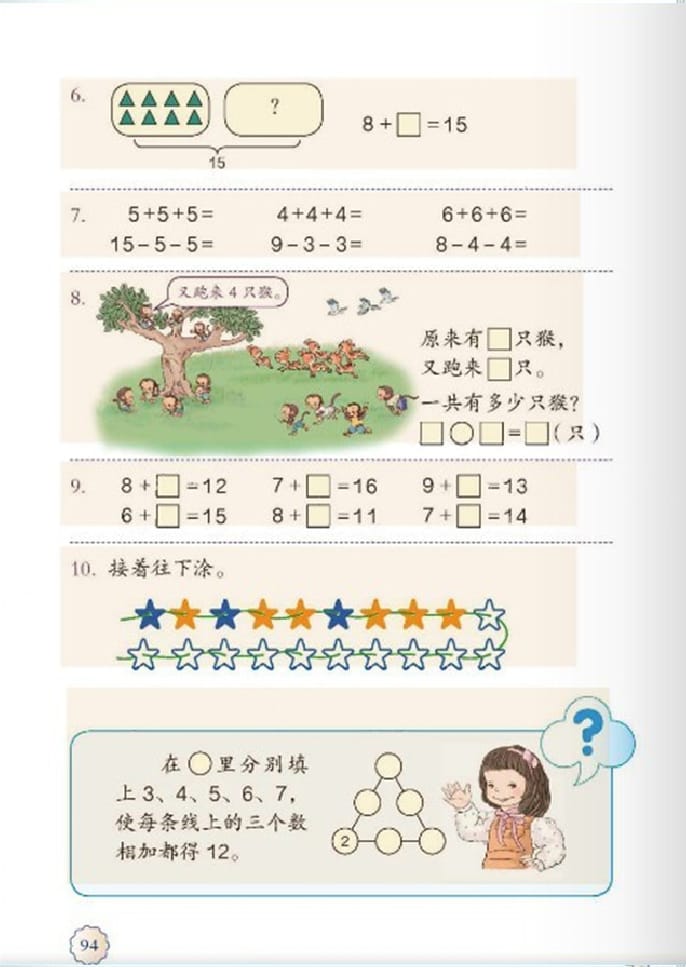 6.
?
8+□=15
15
7. 5+5+5= 4+4+4= 6+6+6=
15-5-5= 9-3-3= 8-4-4=
8.
又跑来4只猴。
原来有□只猴，
又跑来□只。
一共有多少只猴？
□○□=□(只)
9. 8+□=12 7+□=16 9+□=13
6+□=15 8+□=11 7+□=14
10. 接着往下涂。
?
在○里分别填
上3、4、5、6、7，
使每条线上的三个数
相加都得12。
2
94